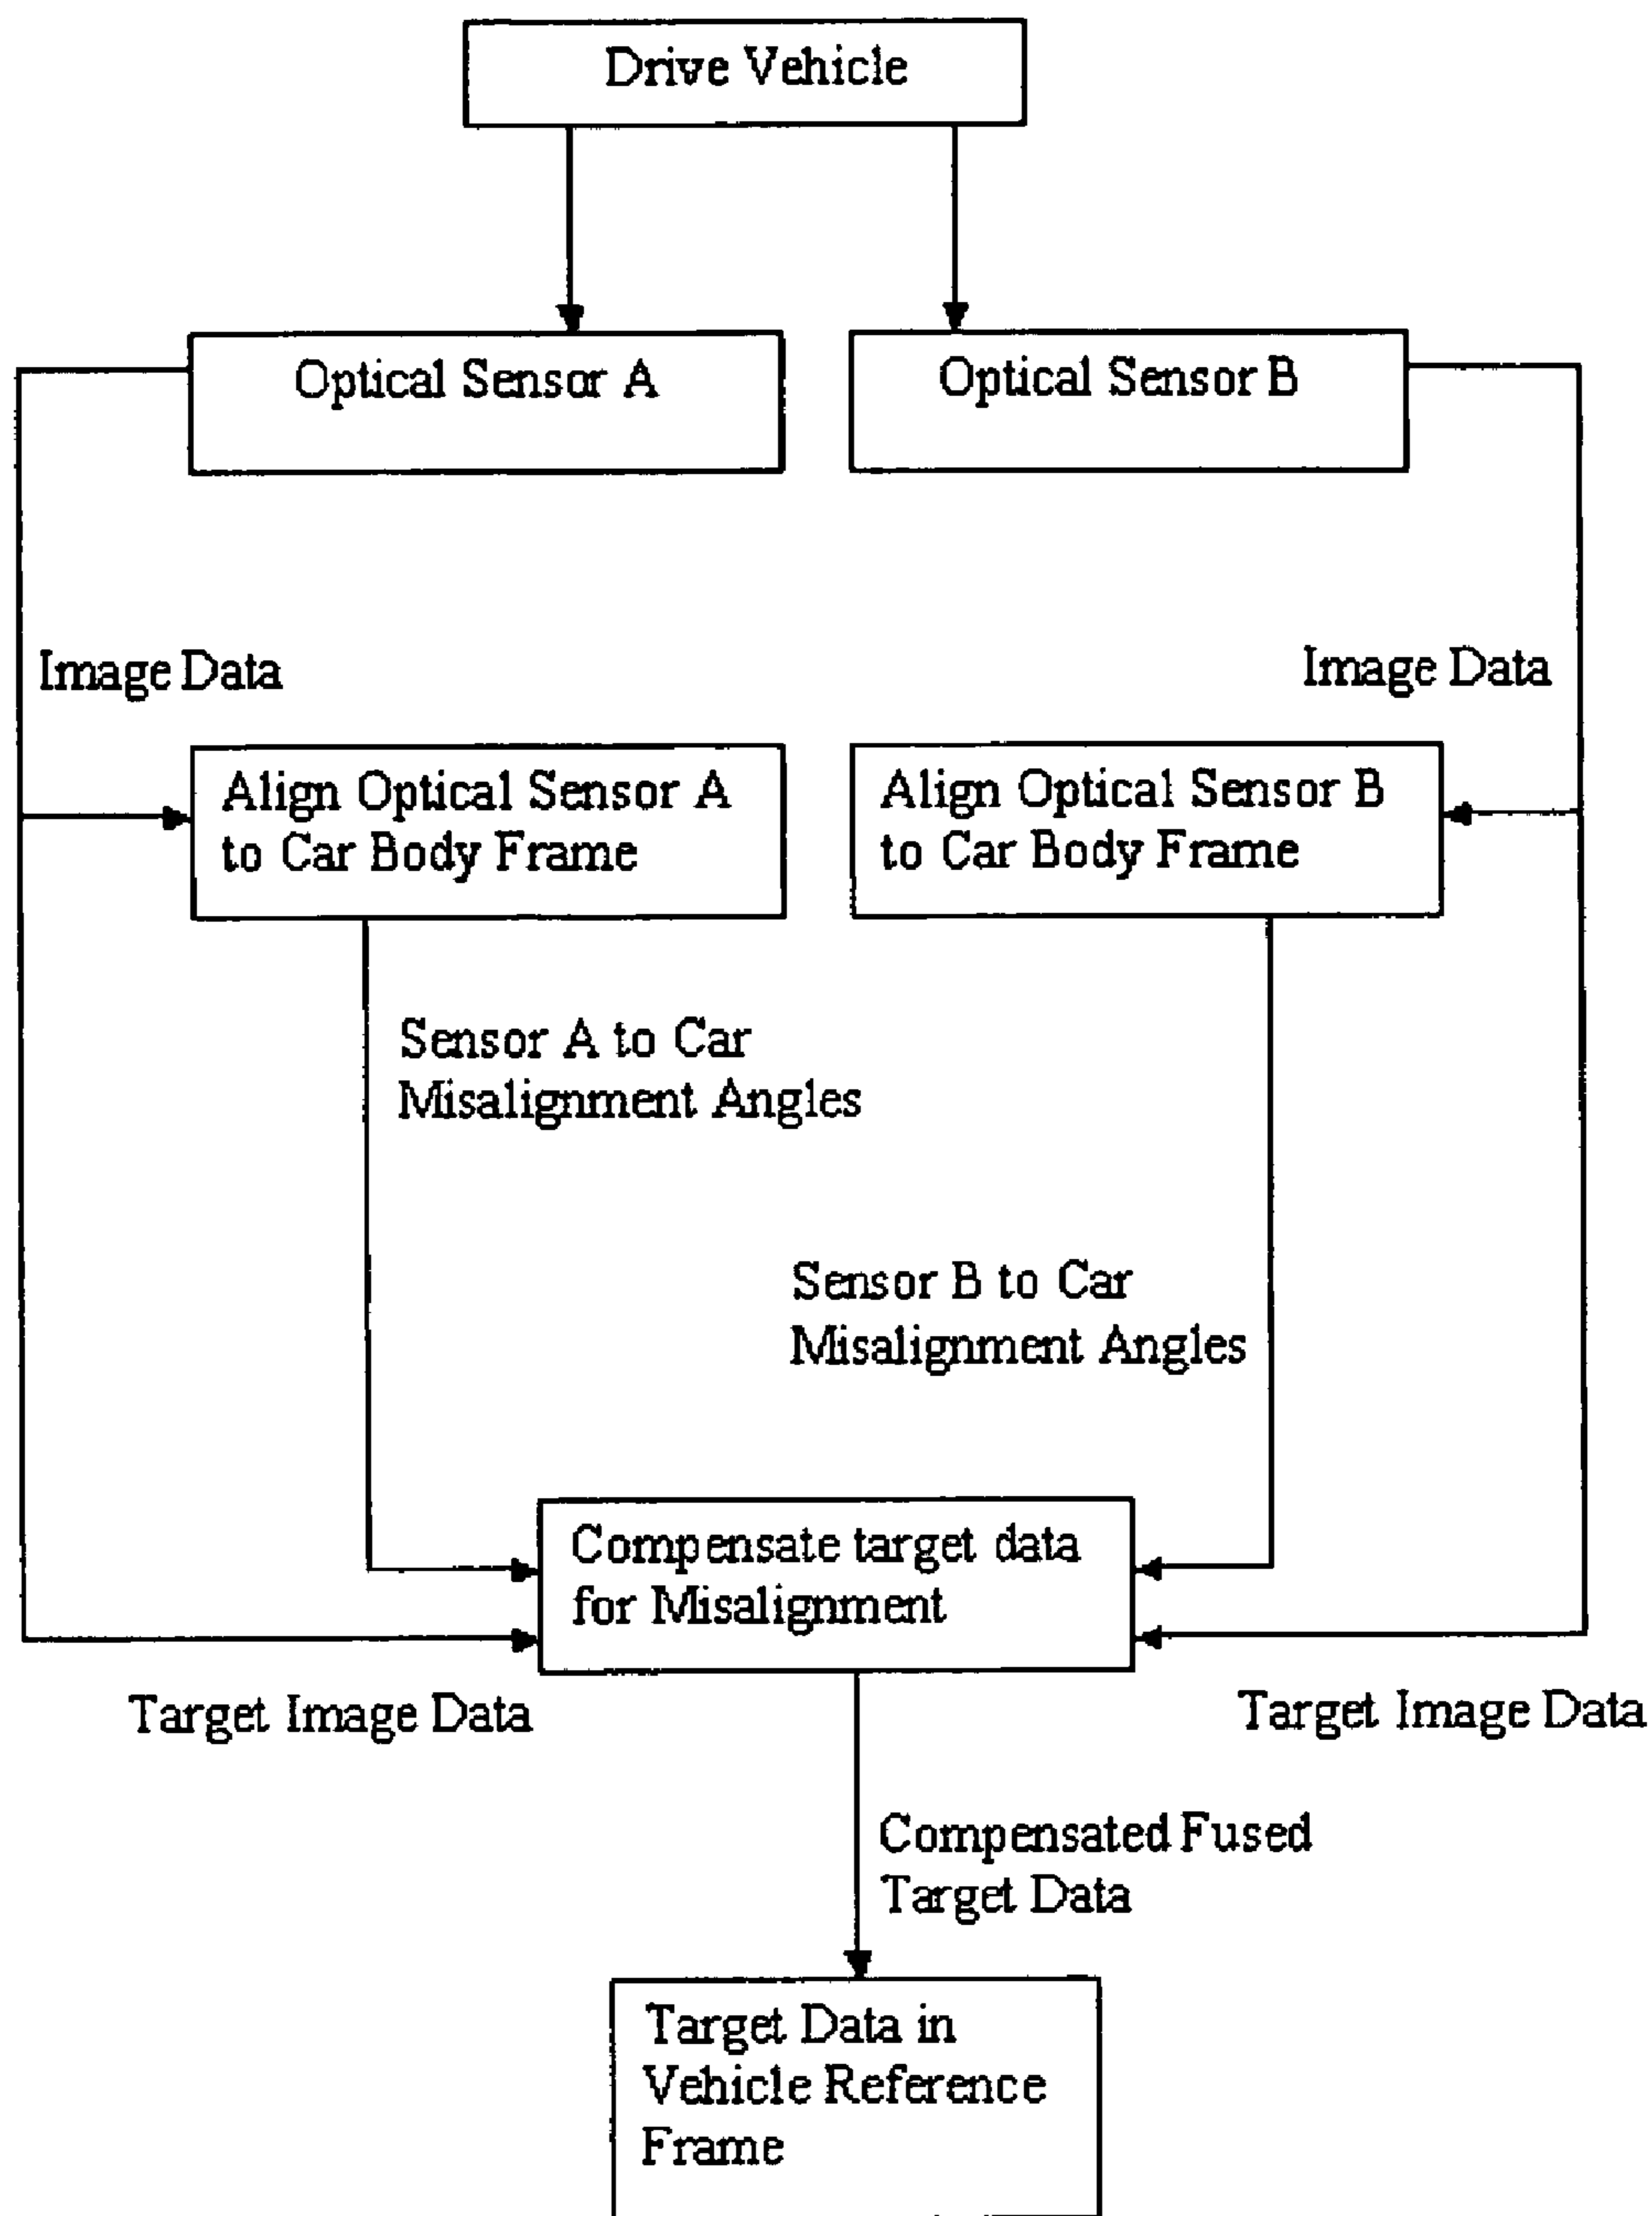 Drive Vehicle
Optical Sensor A
Optical Sensor B
Image Data
Image Data
Align Optical Sensor A
to Car Body Frame
Align Optical Sensor B
to Car Body Frame
Sensor A to Car
Misalignment Angles
Sensor B to Car
Misalignment Angles
Compensate target data
for Misalignment
Target Image Data
Target Image Data
Compensated Fused
Target Data
Target Data in
Vehicle Reference
Frame